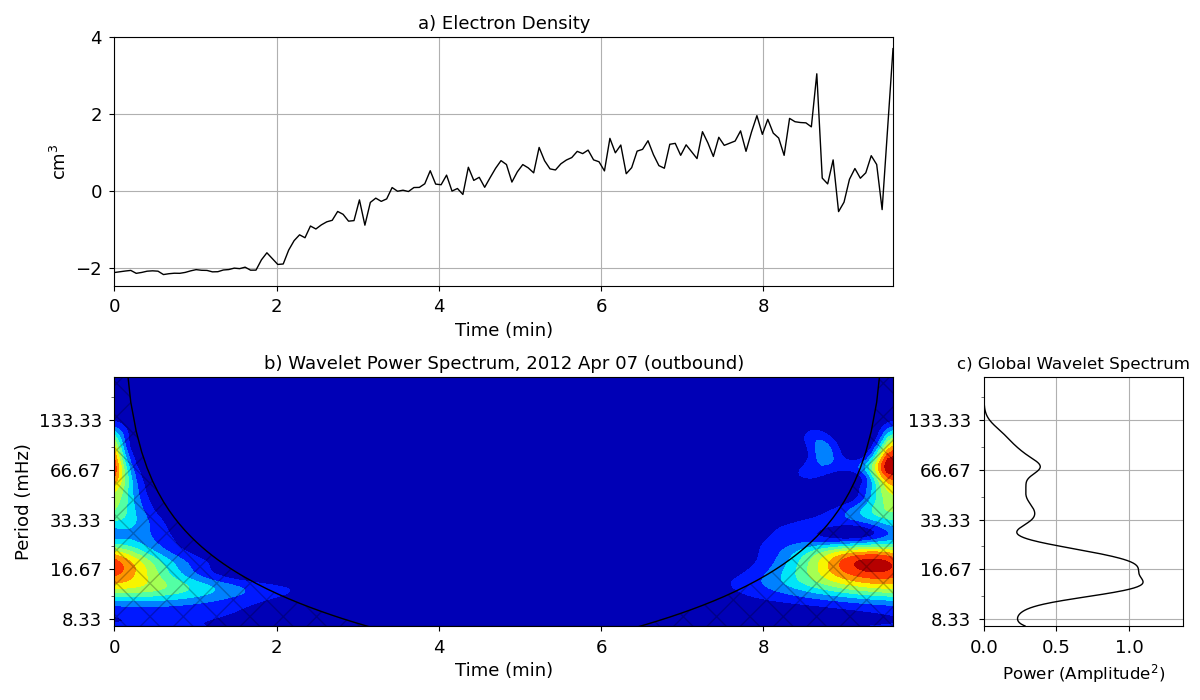 a) Electron Density
4
2
0
−2
cm³
0 2 4 6 8
Time (min)
b) Wavelet Power Spectrum, 2012 Apr 07 (outbound)
133.33
66.67
33.33
16.67
8.33
Period (mHz)
0 2 4 6 8
Time (min)
c) Global Wavelet Spectrum
133.33
66.67
33.33
16.67
8.33
0.0 0.5 1.0
Power (Amplitude²)